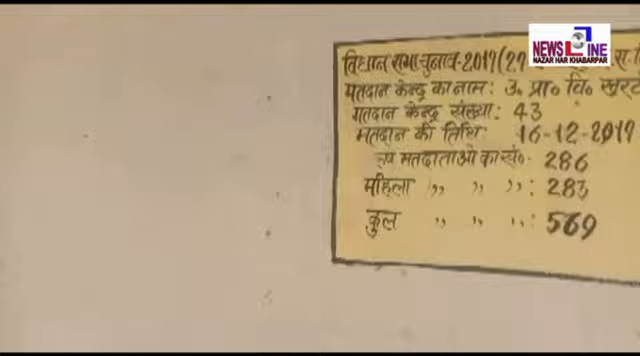 NEWS LINE
NAZAR HAR KHABARPAR
विधान सभा चुनाव-2017(27
मतदान केन्द्र का नाम: उ. प्रा० वि०
मतदान केन्द्र संख्या: 43
मतदान की तिथि: 16-12-2017
मतदाताओ का सं०- 286
महिला ,, ,, ,,: 283
कुल ,, ,, ,,: 569